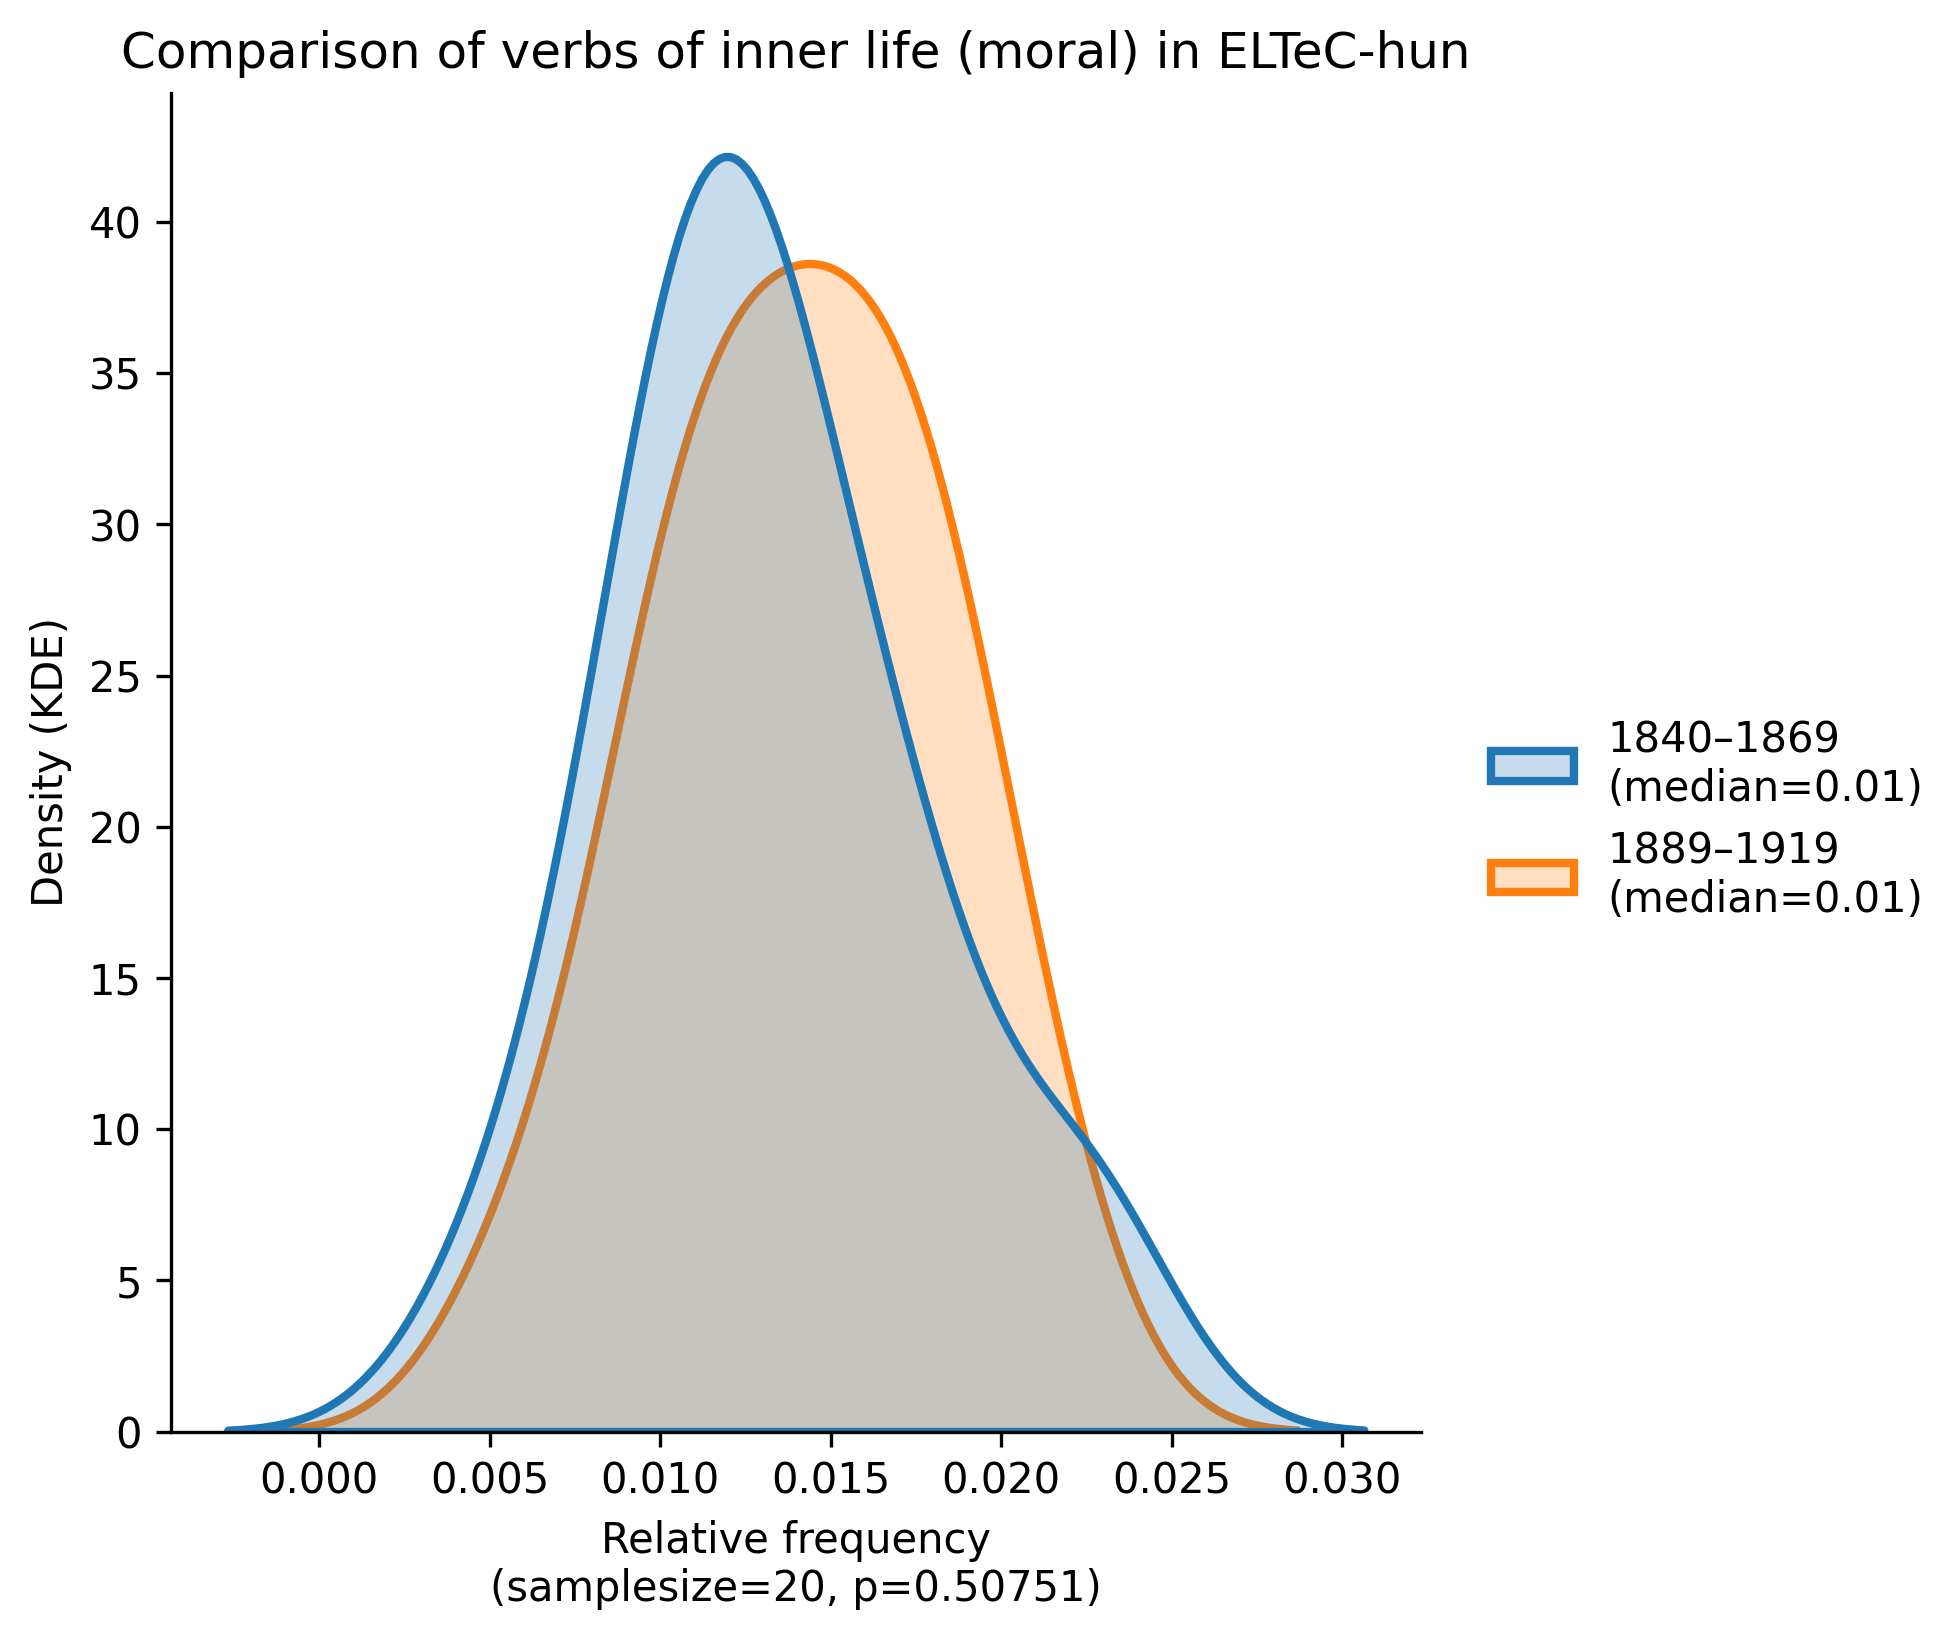 Comparison of verbs of inner life (moral) in ELTeC-hun
Density (KDE)
40
35
30
25
20
15
10
5
0
0.000 0.005 0.010 0.015 0.020 0.025 0.030
Relative frequency
(samplesize=20, p=0.50751)
1840–1869
(median=0.01)
1889–1919
(median=0.01)